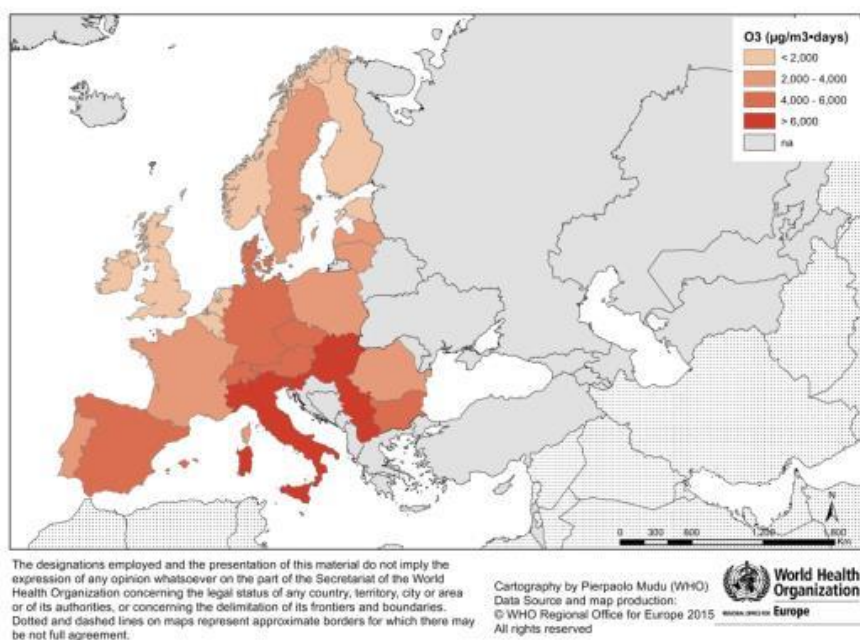 O3 (µg/m3•days)
< 2,000
2,000 - 4,000
4,000 - 6,000
> 6,000
na
N
0 300 600 1,200 1,800
Km
The designations employed and the presentation of this material do not imply the
expression of any opinion whatsoever on the part of the Secretariat of the World
Health Organization concerning the legal status of any country, territory, city or area
or of its authorities, or concerning the delimitation of its frontiers and boundaries.
Dotted and dashed lines on maps represent approximate borders for which there may
be not full agreement.
Cartography by Pierpaolo Mudu (WHO)
Data Source and map production:
© WHO Regional Office for Europe 2015
All rights reserved
World Health
Organization
REGIONAL OFFICE FOR Europe